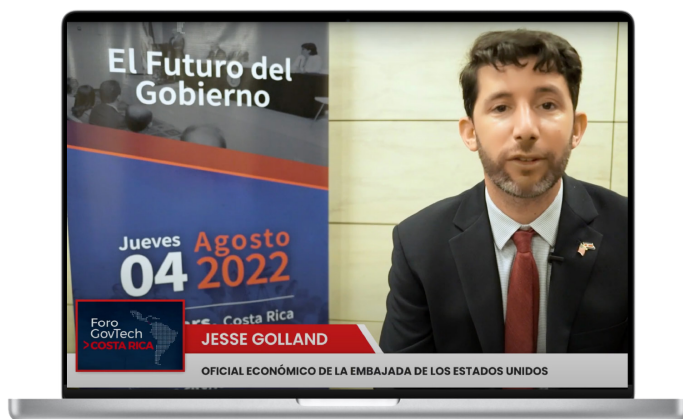 El Futuro del
Gobierno
Jueves Agosto
04 2022
Costa Rica
Foro
GovTech
>COSTA RICA
JESSE GOLLAND
OFICIAL ECONÓMICO DE LA EMBAJADA DE LOS ESTADOS UNIDOS